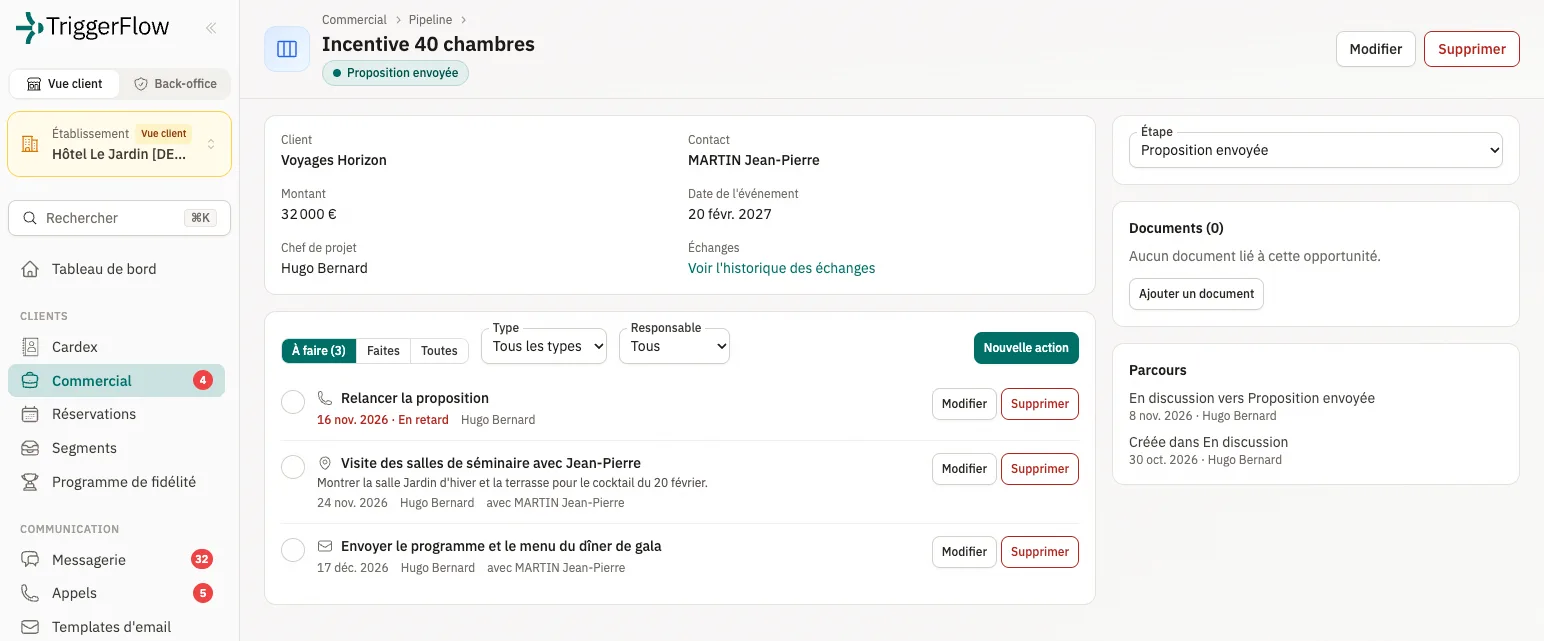 TriggerFlow
Vue client
Back-office
Établissement Vue client
Hôtel Le Jardin [DE...
Rechercher ⌘K
Tableau de bord
CLIENTS
Cardex
Commercial 4
Réservations
Segments
Programme de fidélité
COMMUNICATION
Messagerie 32
Appels 5
Templates d'email
Commercial > Pipeline >
Incentive 40 chambres
Proposition envoyée
Modifier
Supprimer
Client
Voyages Horizon
Contact
MARTIN Jean-Pierre
Montant
32 000 €
Date de l'événement
20 févr. 2027
Chef de projet
Hugo Bernard
Échanges
Voir l'historique des échanges
À faire (3)
Faites
Toutes
Type
Tous les types
Responsable
Tous
Nouvelle action
Relancer la proposition
16 nov. 2026 · En retard Hugo Bernard
Modifier
Supprimer
Visite des salles de séminaire avec Jean-Pierre
Montrer la salle Jardin d'hiver et la terrasse pour le cocktail du 20 février.
24 nov. 2026 Hugo Bernard avec MARTIN Jean-Pierre
Modifier
Supprimer
Envoyer le programme et le menu du dîner de gala
17 déc. 2026 Hugo Bernard avec MARTIN Jean-Pierre
Modifier
Supprimer
Étape
Proposition envoyée
Documents (0)
Aucun document lié à cette opportunité.
Ajouter un document
Parcours
En discussion vers Proposition envoyée
8 nov. 2026 · Hugo Bernard
Créée dans En discussion
30 oct. 2026 · Hugo Bernard